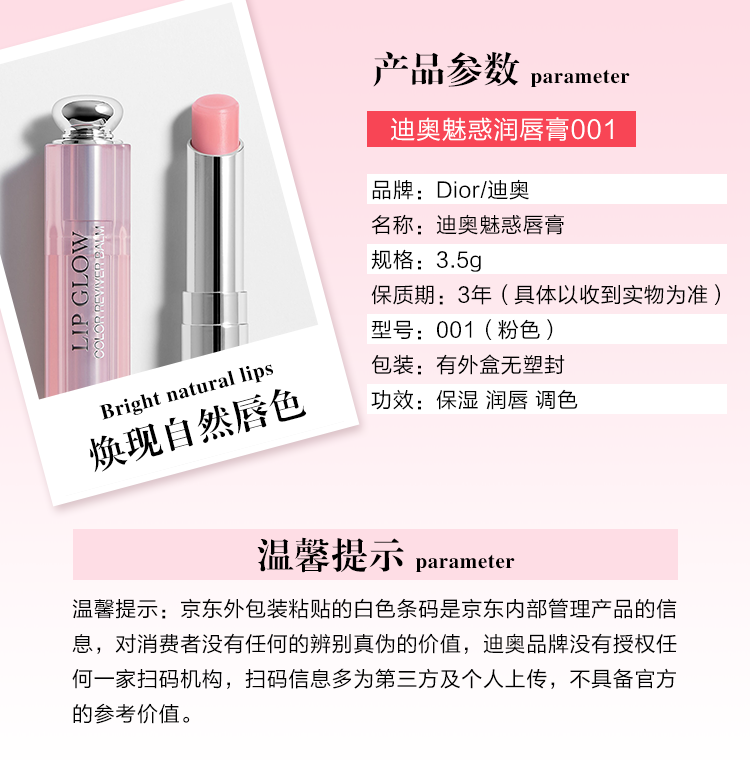 产品参数 parameter
迪奥魅惑润唇膏001
品牌：Dior/迪奥
名称：迪奥魅惑唇膏
规格：3.5g
保质期：3年（具体以收到实物为准）
型号：001（粉色）
包装：有外盒无塑封
功效：保湿 润唇 调色
LIP GLOW
COLOR REVIVER BALM
Bright natural lips
焕现自然唇色
温馨提示 parameter
温馨提示：京东外包装粘贴的白色条码是京东内部管理产品的信
息，对消费者没有任何的辨别真伪的价值，迪奥品牌没有授权任
何一家扫码机构，扫码信息多为第三方及个人上传，不具备官方
的参考价值。